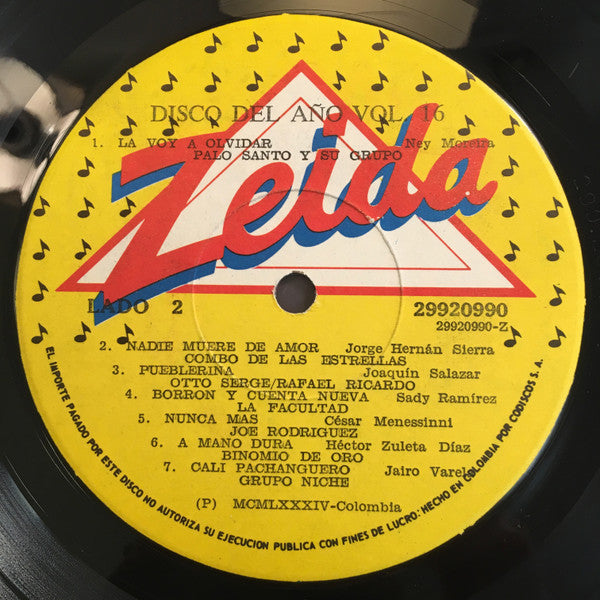 DISCO DEL AÑO VOL. 16
1. LA VOY A OLVIDAR Ney Moreira
PALO SANTO Y SU GRUPO
Zeida
LADO 2
29920990
29920990-Z
2. NADIE MUERE DE AMOR Jorge Hernán Sierra
COMBO DE LAS ESTRELLAS
3. PUEBLERINA Joaquín Salazar
OTTO SERGE/RAFAEL RICARDO
4. BORRON Y CUENTA NUEVA Sady Ramírez
LA FACULTAD
5. NUNCA MAS César Menessinni
JOE RODRIGUEZ
6. A MANO DURA Héctor Zuleta Díaz
BINOMIO DE ORO
7. CALI PACHANGUERO Jairo Varela
GRUPO NICHE
(P) MCMLXXXIV-Colombia
EL IMPORTE PAGADO POR ESTE DISCO NO AUTORIZA SU EJECUCION PUBLICA CON FINES DE LUCRO: HECHO EN COLOMBIA POR CODISCOS S. A.